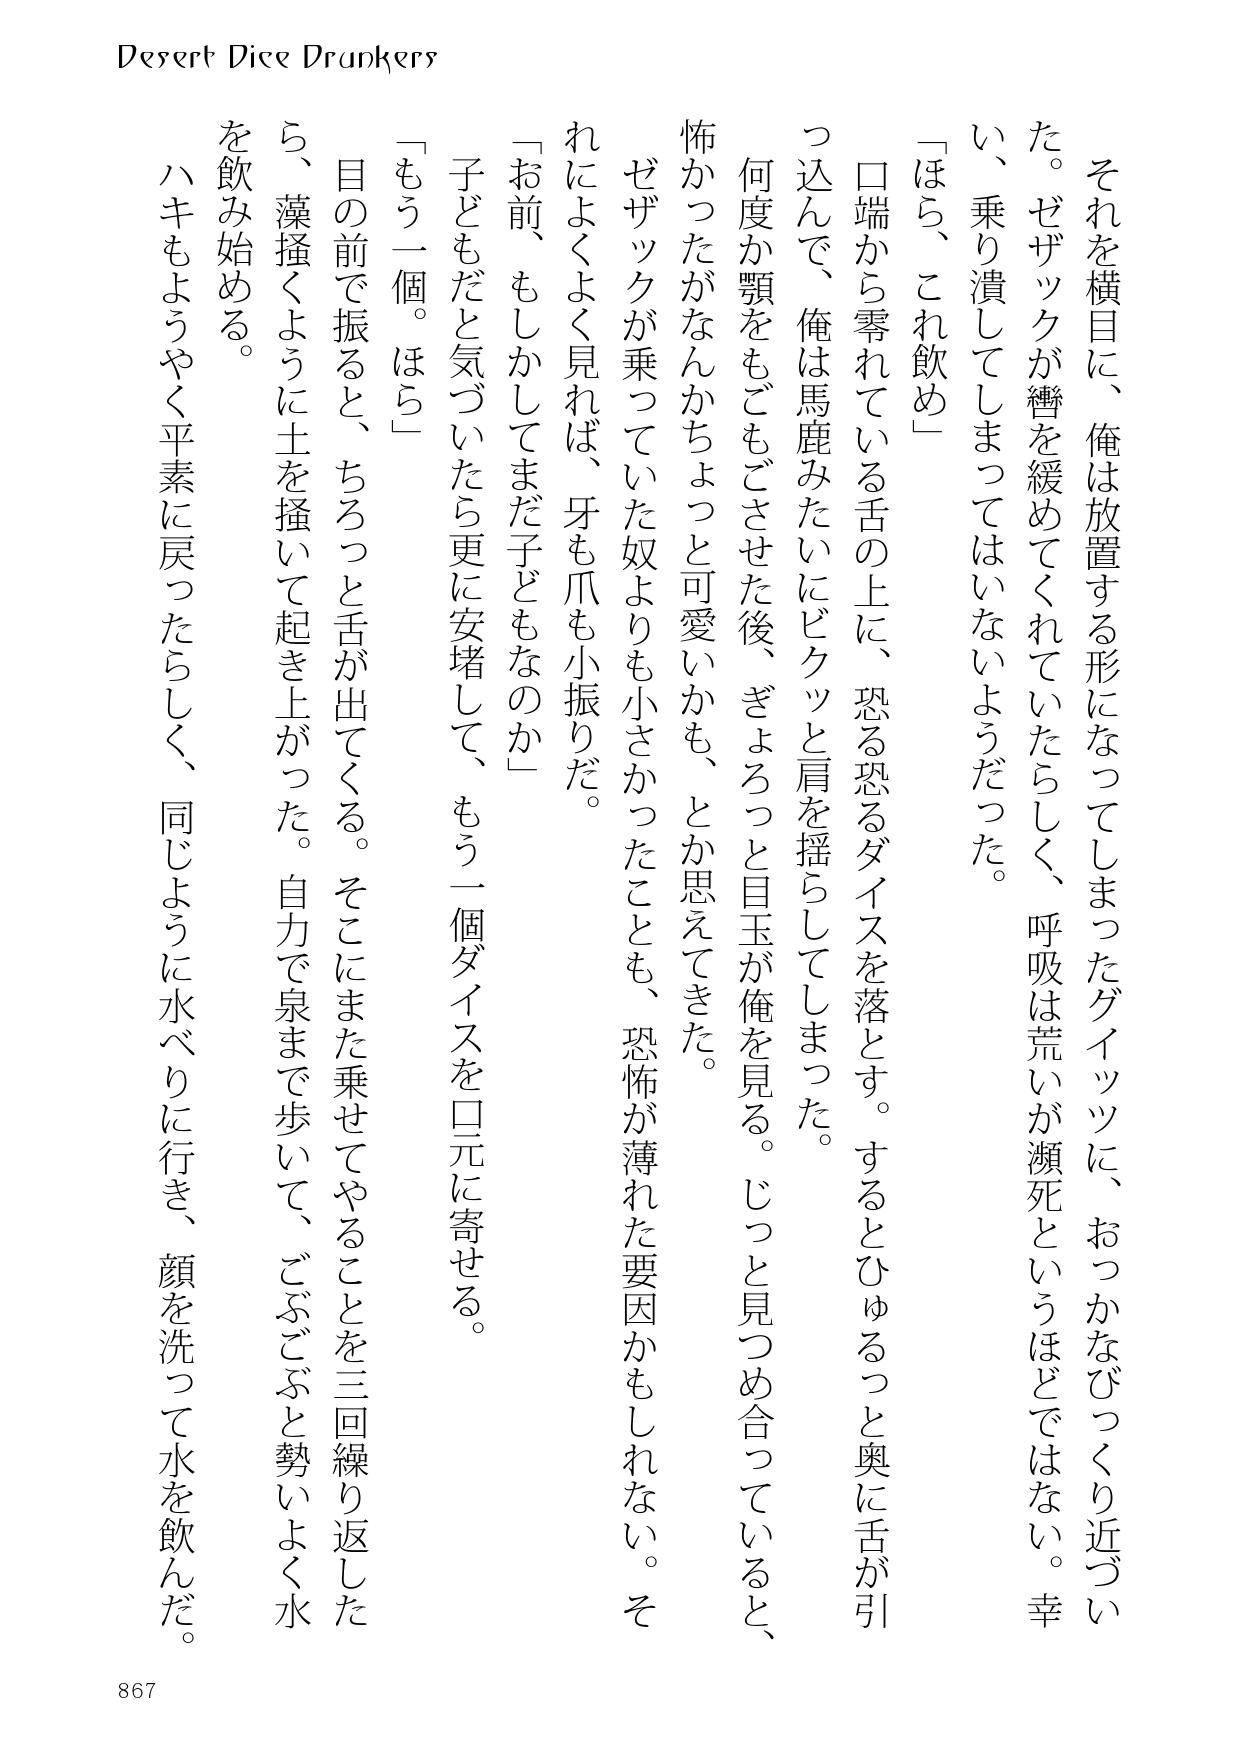 Desert Dice Drunkers
それを横目に、俺は放置する形になってしまったグイッツに、おっかなびっくり近づい
た。ゼザックが轡を緩めてくれていたらしく、呼吸は荒いが瀕死というほどではない。幸
い、乗り潰してしまってはいないようだった。
「ほら、これ飲め」
口端から零れている舌の上に、恐る恐るダイスを落とす。するとひゅるっと奥に舌が引
っ込んで、俺は馬鹿みたいにビクッと肩を揺らしてしまった。
何度か顎をもごもごさせた後、ぎょろっと目玉が俺を見る。じっと見つめ合っていると、
怖かったがなんかちょっと可愛いかも、とか思えてきた。
ゼザックが乗っていた奴よりも小さかったことも、恐怖が薄れた要因かもしれない。そ
れによくよく見れば、牙も爪も小振りだ。
「お前、もしかしてまだ子どもなのか」
子どもだと気づいたら更に安堵して、もう一個ダイスを口元に寄せる。
「もう一個。ほら」
目の前で振ると、ちろっと舌が出てくる。そこにまた乗せてやることを三回繰り返した
ら、藻掻くように土を掻いて起き上がった。自力で泉まで歩いて、ごぶごぶと勢いよく水
を飲み始める。
ハキもようやく平素に戻ったらしく、同じように水べりに行き、顔を洗って水を飲んだ。
867